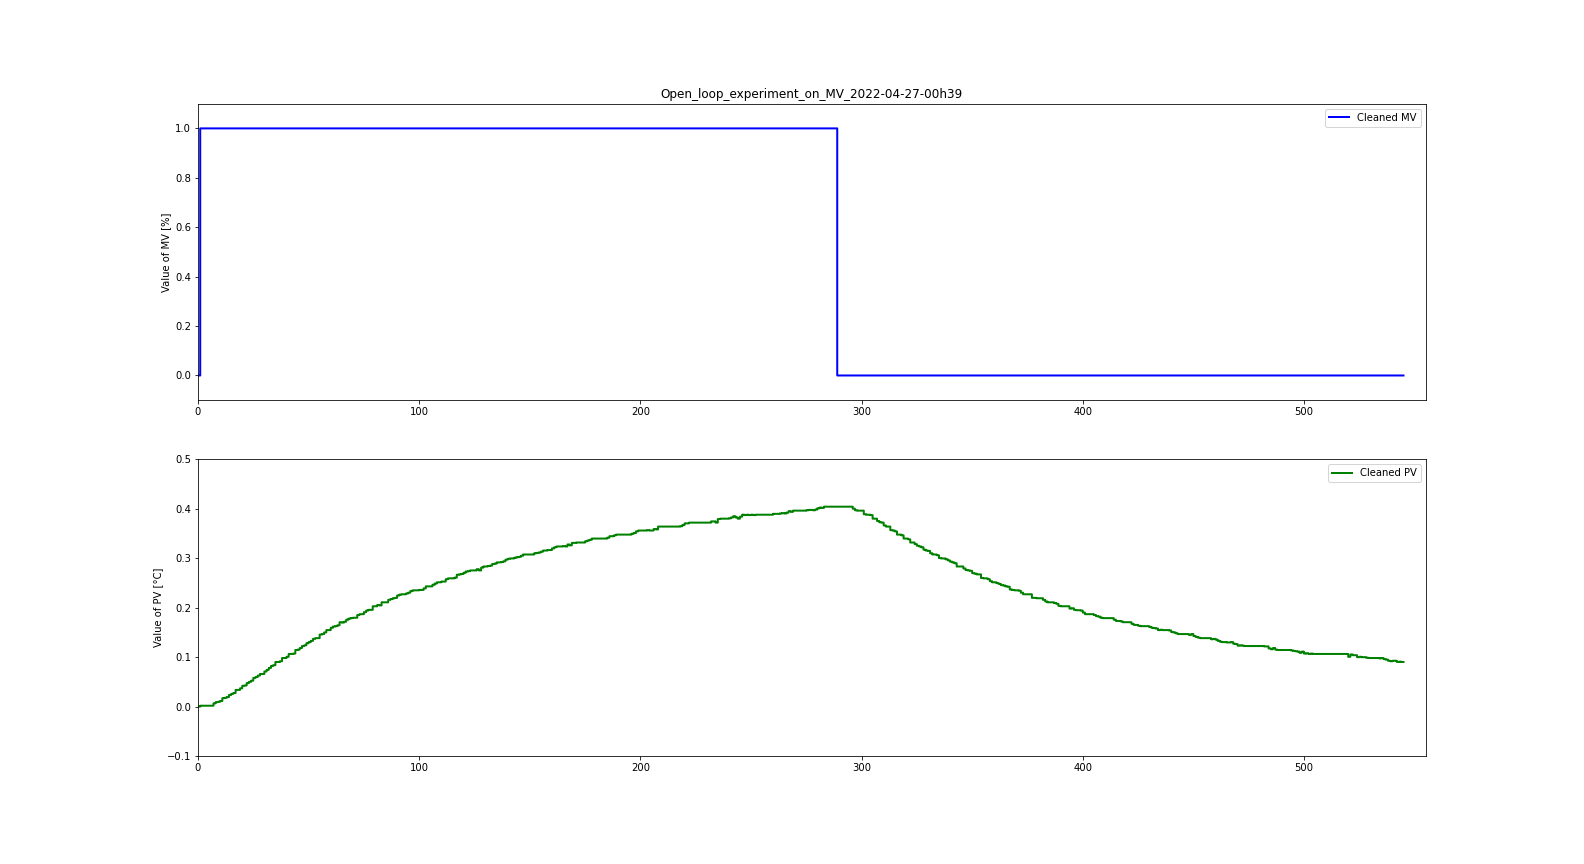 Open_loop_experiment_on_MV_2022-04-27-00h39
Cleaned MV
Value of MV [%]
1.0
0.8
0.6
0.4
0.2
0.0
0 100 200 300 400 500
Cleaned PV
Value of PV [°C]
0.5
0.4
0.3
0.2
0.1
0.0
−0.1
0 100 200 300 400 500